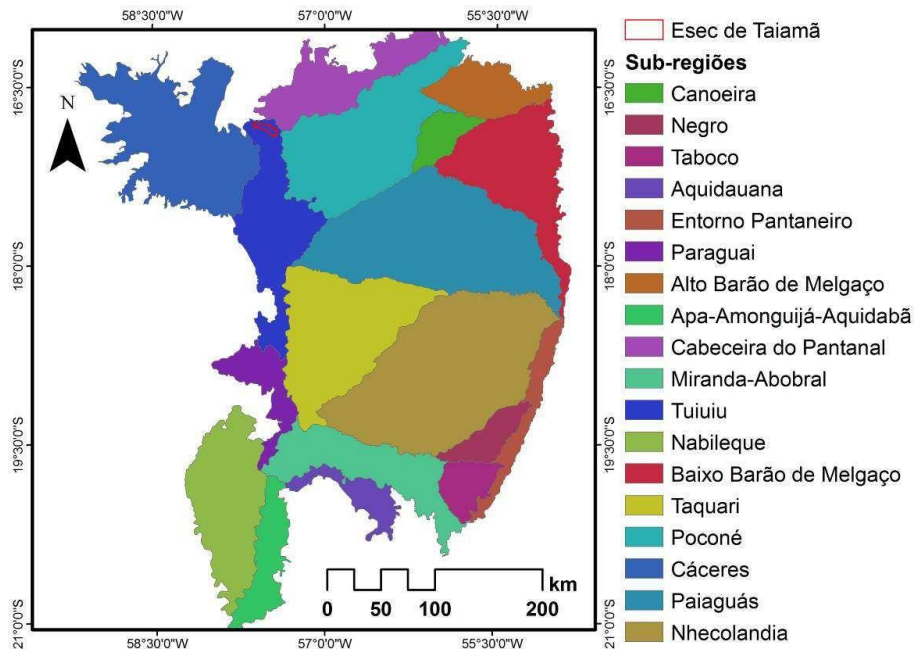 58°30'0"W 57°0'0"W 55°30'0"W
16°30'0"S
18°0'0"S
19°30'0"S
21°0'0"S
16°30'0"S
18°0'0"S
19°30'0"S
21°0'0"S
N
km
0 50 100 200
58°30'0"W 57°0'0"W 55°30'0"W
Esec de Taiamã
Sub-regiões
Canoeira
Negro
Taboco
Aquidauana
Entorno Pantaneiro
Paraguai
Alto Barão de Melgaço
Apa-Amonguijá-Aquidabã
Cabeceira do Pantanal
Miranda-Abobral
Tuiuiu
Nabileque
Baixo Barão de Melgaço
Taquari
Poconé
Cáceres
Paiaguás
Nhecolandia